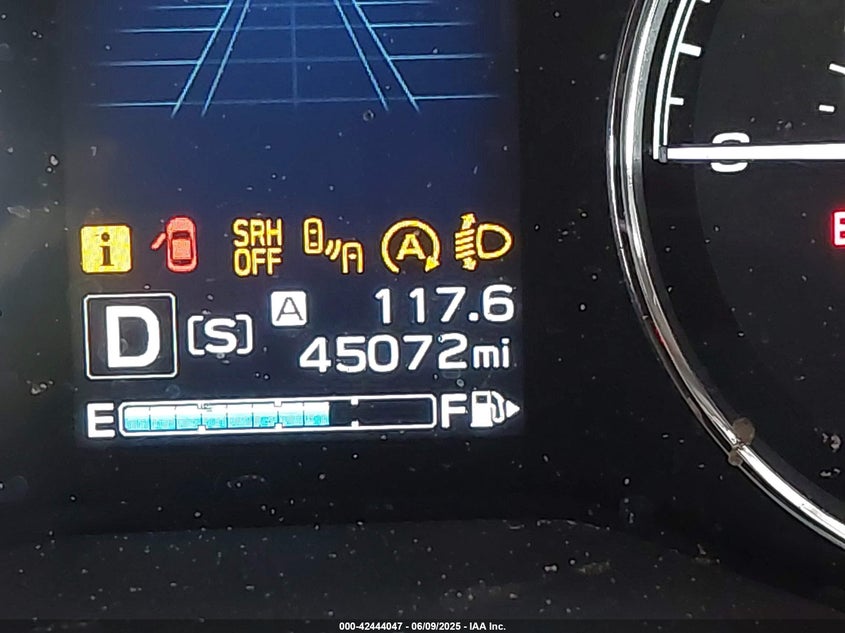 SRH
OFF
A
i
D [S] A 117.6
45072mi
E F
000-42444047 - 06/09/2025 - IAA Inc.